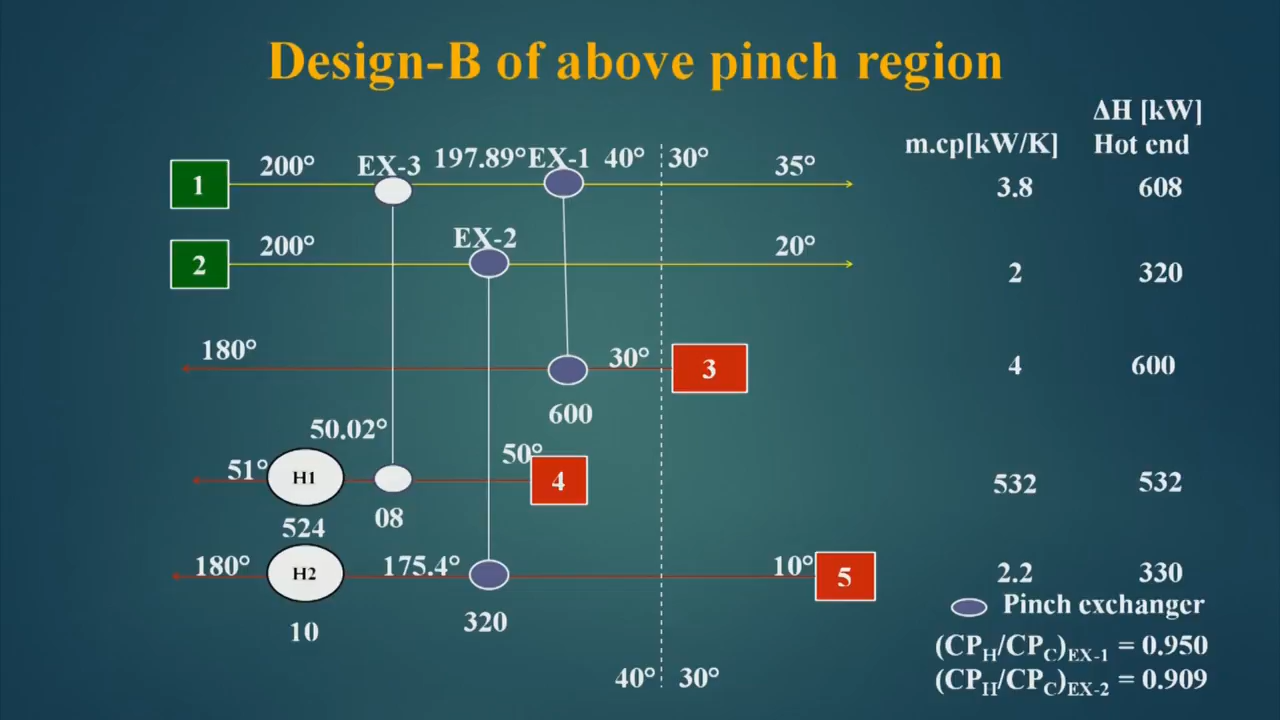 Design-B of above pinch region
ΔH [kW]
m.cp[kW/K] Hot end
1 200° EX-3 197.89° EX-1 40° 30° 35° 3.8 608
EX-2
2 200° 20° 2 320
180° 30° 3 4 600
600
50.02°
51° H1 50° 4 532 532
524 08
180° H2 175.4° 10° 5 2.2 330
Pinch exchanger
10 320
(CP_H/CP_C)_EX-1 = 0.950
40° 30° (CP_H/CP_C)_EX-2 = 0.909